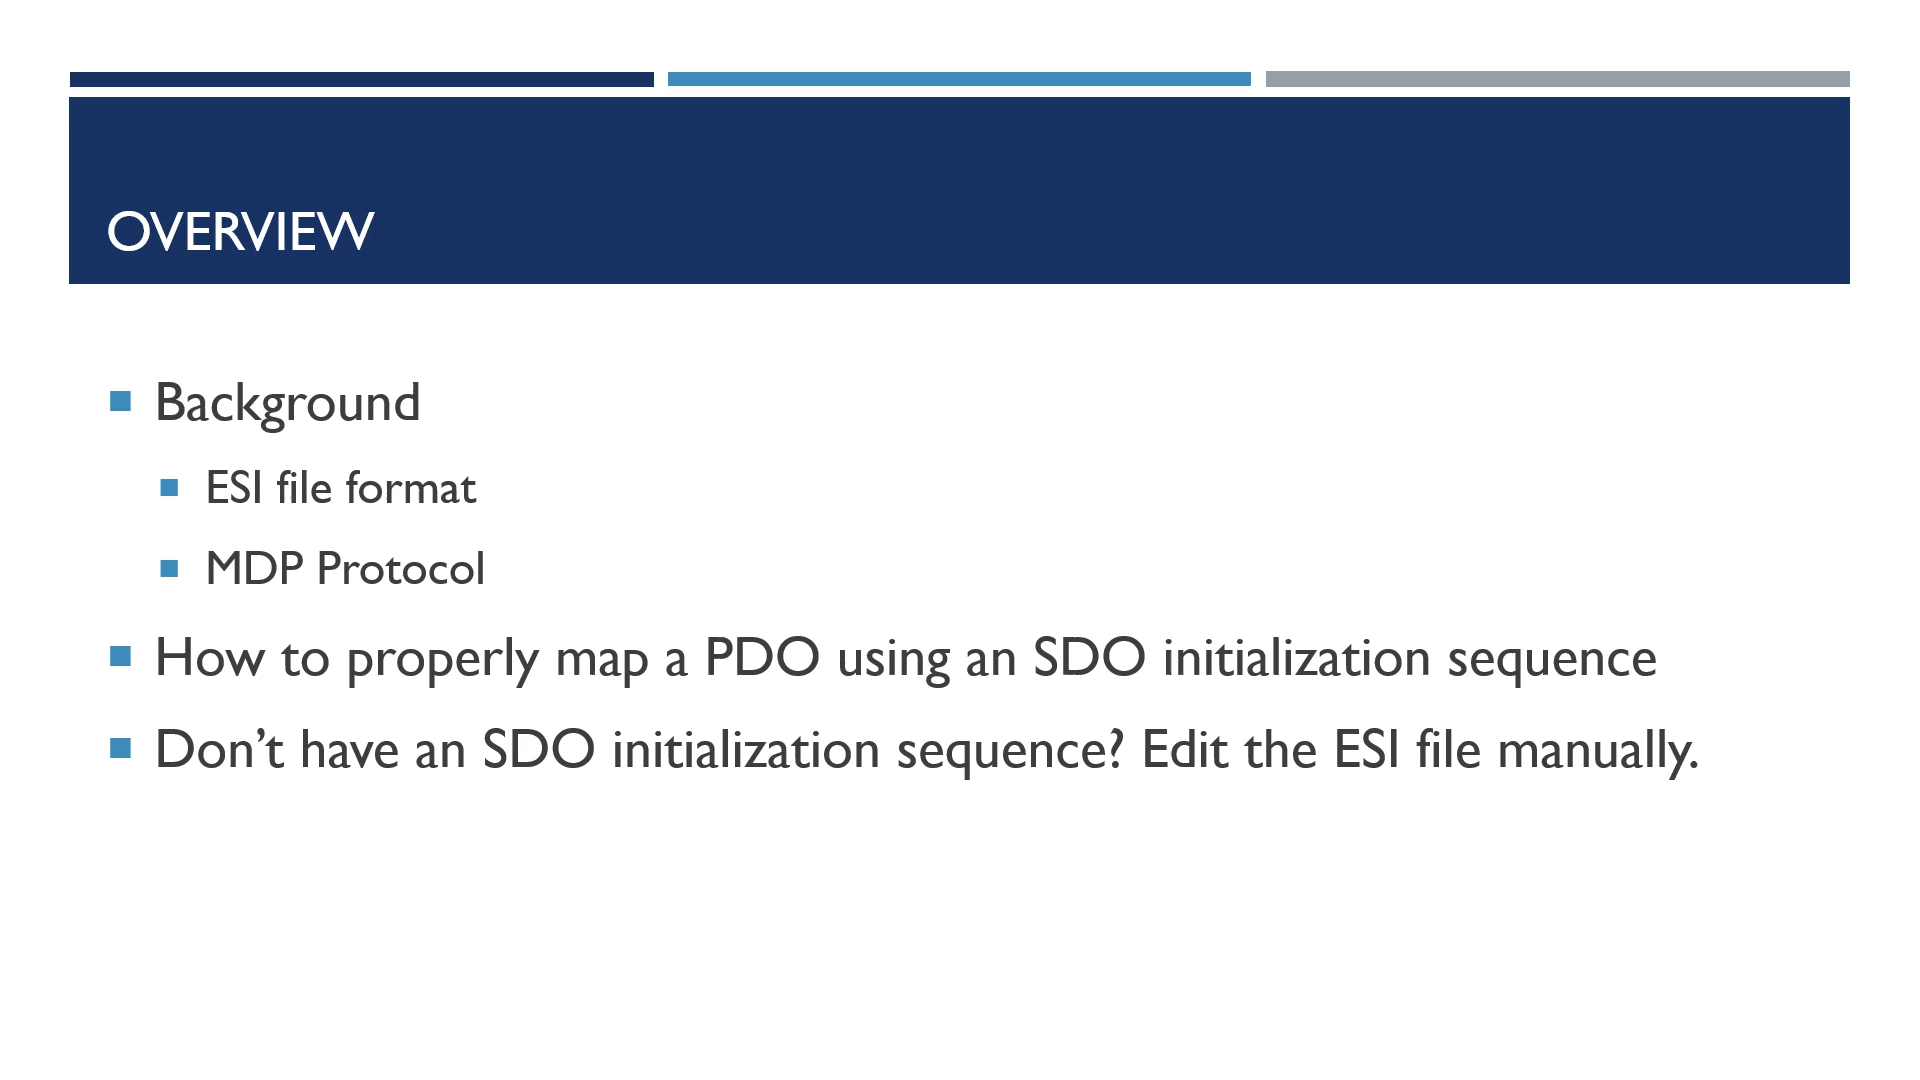 OVERVIEW
Background
ESI file format
MDP Protocol
How to properly map a PDO using an SDO initialization sequence
Don’t have an SDO initialization sequence? Edit the ESI file manually.